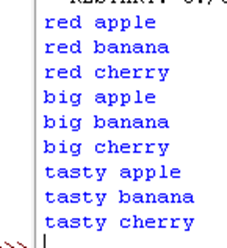 red apple
red banana
red cherry
big apple
big banana
big cherry
tasty apple
tasty banana
tasty cherry
>>>